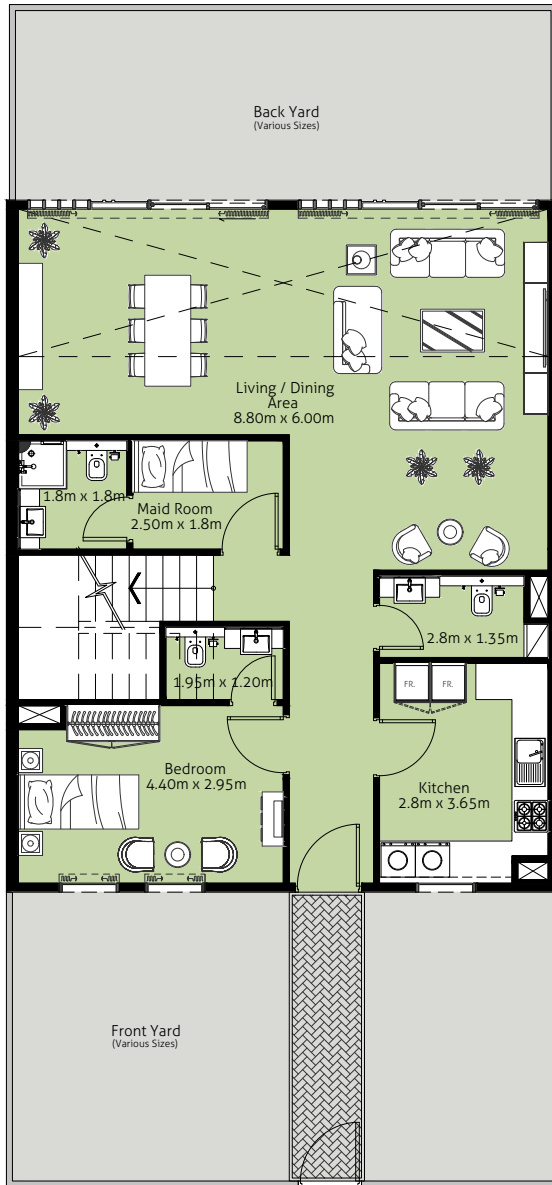 Back Yard
(Various Sizes)
Living / Dining
Area
8.80m x 6.00m
1.8m x 1.8m
Maid Room
2.50m x 1.8m
2.8m x 1.35m
1.95m x 1.20m
FR.
FR.
Bedroom
4.40m x 2.95m
Kitchen
2.8m x 3.65m
Front Yard
(Various Sizes)